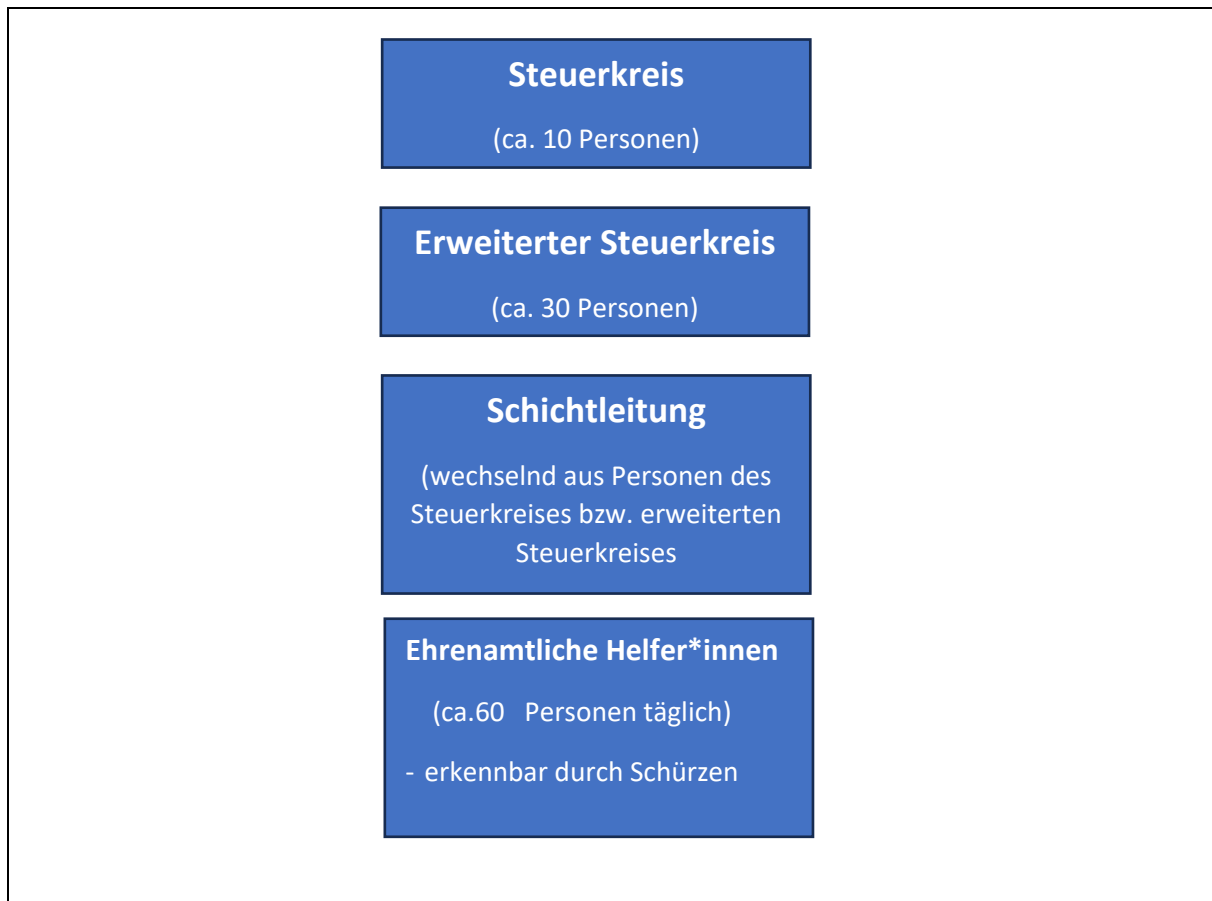 Steuerkreis
(ca. 10 Personen)
Erweiterter Steuerkreis
(ca. 30 Personen)
Schichtleitung
(wechselnd aus Personen des
Steuerkreises bzw. erweiterten
Steuerkreises
Ehrenamtliche Helfer*innen
(ca.60   Personen täglich)
- erkennbar durch Schürzen